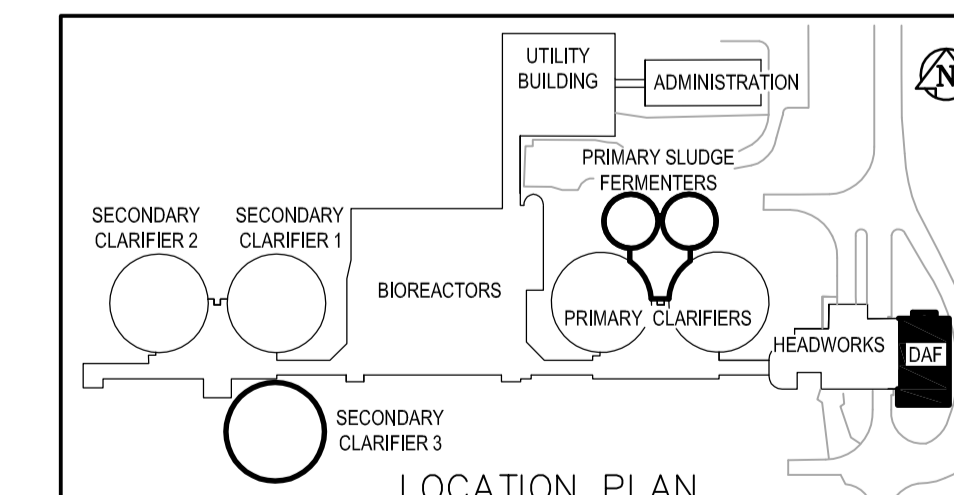 UTILITY
BUILDING
ADMINISTRATION
N
PRIMARY SLUDGE
FERMENTERS
SECONDARY
CLARIFIER 2
SECONDARY
CLARIFIER 1
BIOREACTORS
PRIMARY CLARIFIERS
HEADWORKS
DAF
SECONDARY
CLARIFIER 3
LOCATION PLAN